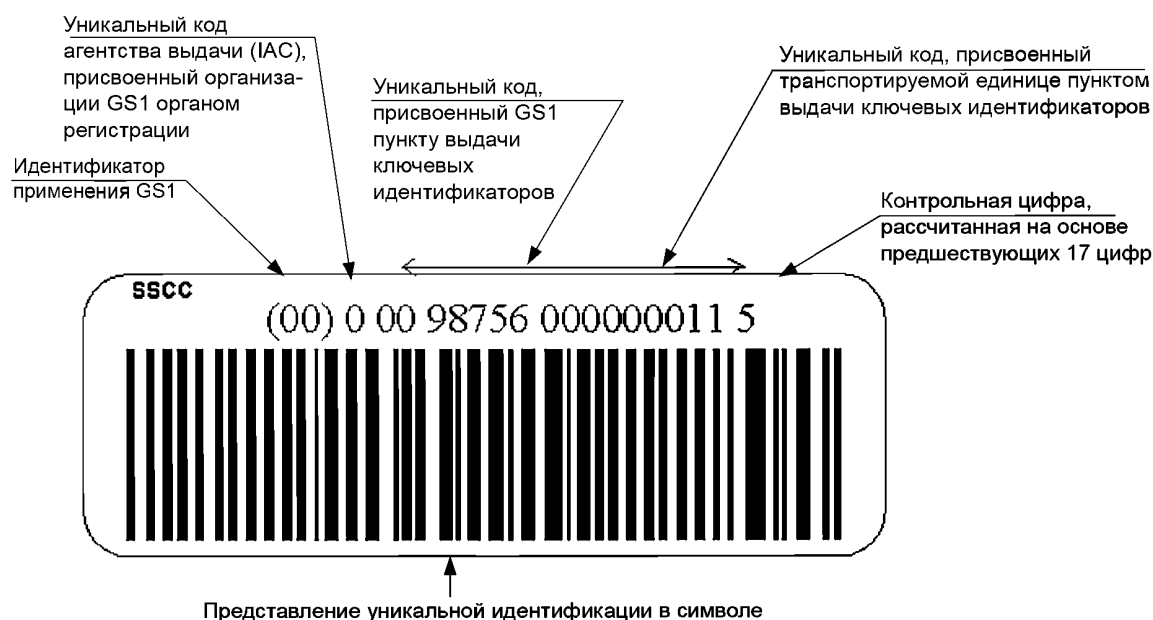 Уникальный код
агентства выдачи (IAC),
присвоенный организа-
ции GS1 органом
регистрации
Уникальный код,
присвоенный GS1
пункту выдачи
ключевых
идентификаторов
Уникальный код, присвоенный
транспортируемой единице пунктом
выдачи ключевых идентификаторов
Идентификатор
применения GS1
Контрольная цифра,
рассчитанная на основе
предшествующих 17 цифр
SSCC
(00) 0 00 98756 000000011 5
Представление уникальной идентификации в символе